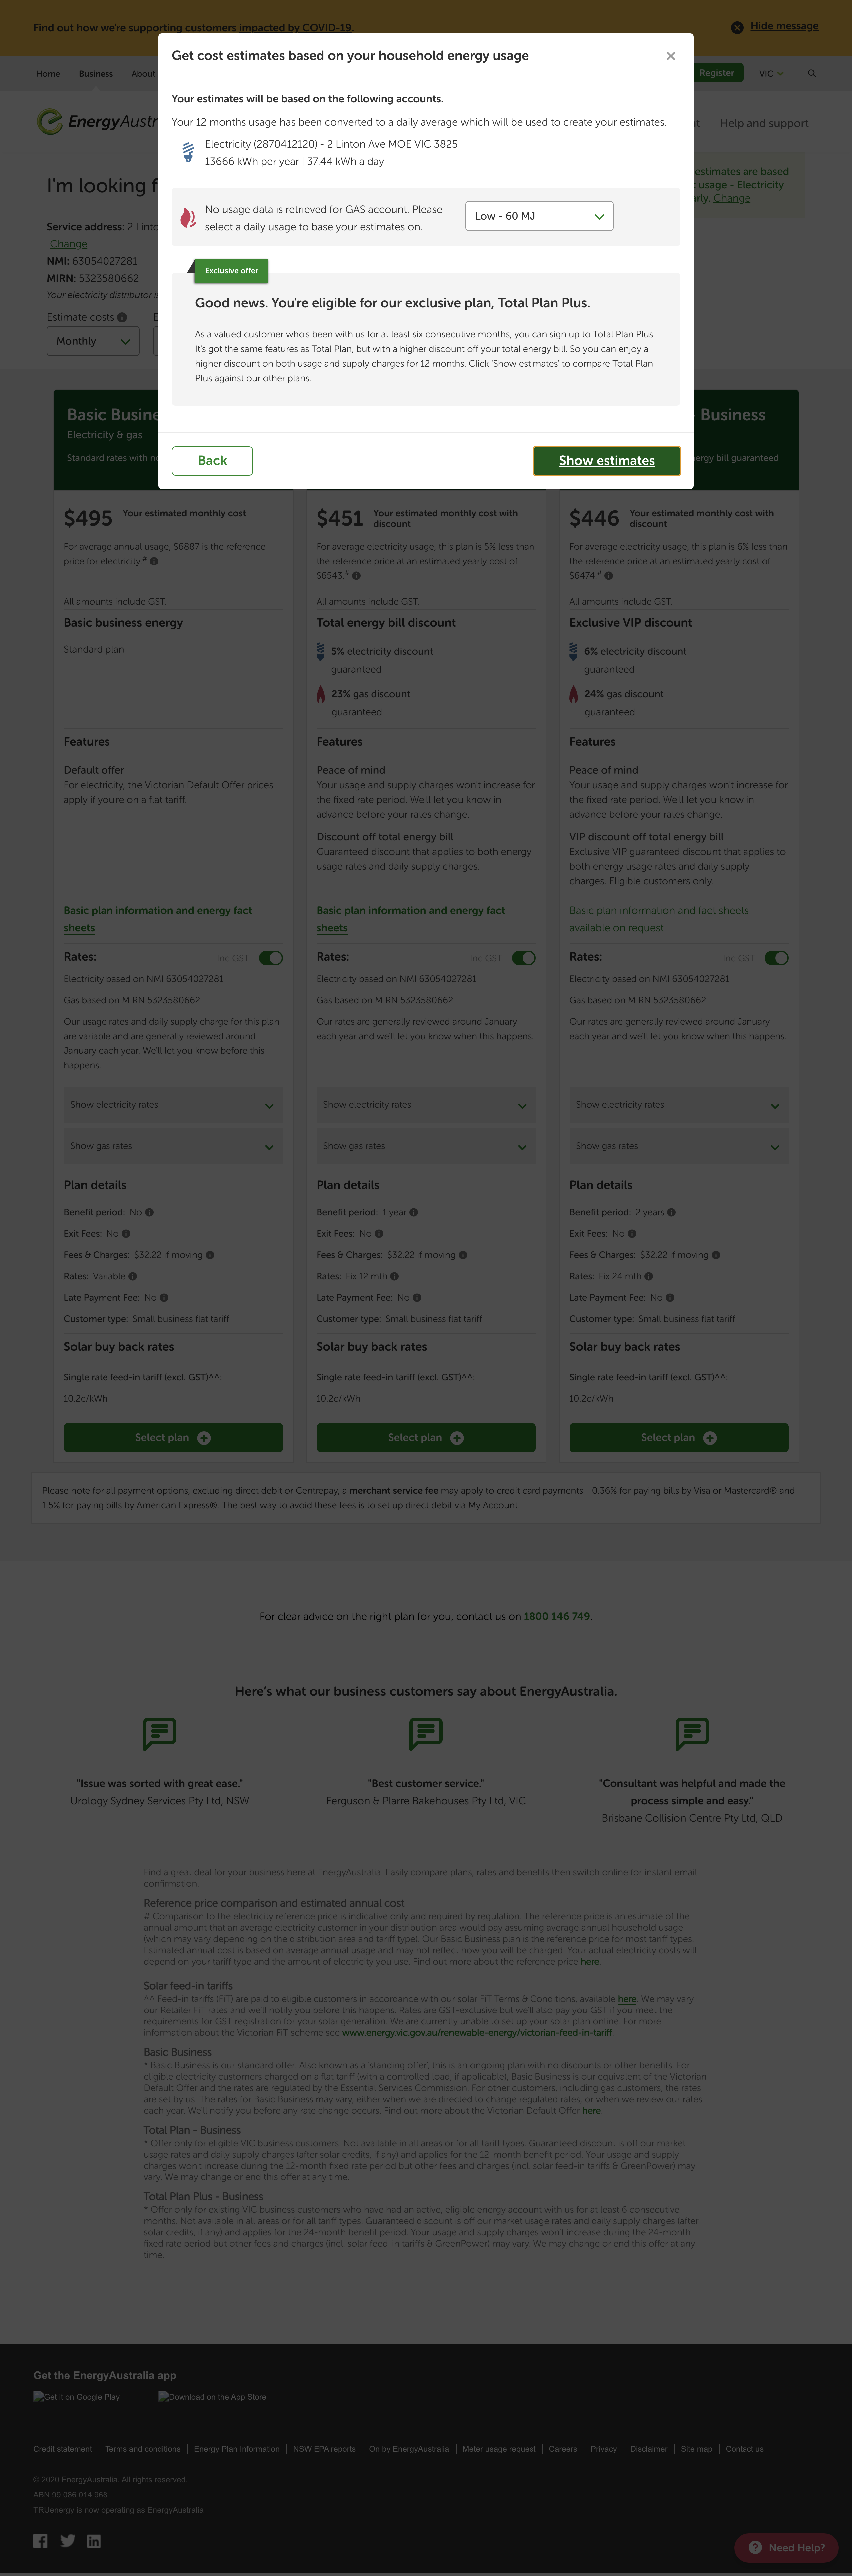 Find out how we're supporting customers impacted by COVID-19.
Hide message
Home Business About
Register VIC
EnergyAustr
t Help and support
Get cost estimates based on your household energy usage
Your estimates will be based on the following accounts.
Your 12 months usage has been converted to a daily average which will be used to create your estimates.
Electricity (2870412120) - 2 Linton Ave MOE VIC 3825
13666 kWh per year | 37.44 kWh a day
No usage data is retrieved for GAS account. Please
select a daily usage to base your estimates on.
Low - 60 MJ
Exclusive offer
Good news. You're eligible for our exclusive plan, Total Plan Plus.
As a valued customer who's been with us for at least six consecutive months, you can sign up to Total Plan Plus.
It's got the same features as Total Plan, but with a higher discount off your total energy bill. So you can enjoy a
higher discount on both usage and supply charges for 12 months. Click 'Show estimates' to compare Total Plan
Plus against our other plans.
Back
Show estimates
I'm looking f
estimates are based
t usage - Electricity
rly. Change
Service address: 2 Linto
Change
NMI: 63054027281
MIRN: 5323580662
Your electricity distributor is
Estimate costs E
Monthly
Basic Busine
Electricity & gas
Standard rates with no
- Business
ergy bill guaranteed
$495 Your estimated monthly cost
For average annual usage, $6887 is the reference
price for electricity.#
All amounts include GST.
Basic business energy
Standard plan
Features
Default offer
For electricity, the Victorian Default Offer prices
apply if you're on a flat tariff.
Basic plan information and energy fact
sheets
Rates: Inc GST
Electricity based on NMI 63054027281
Gas based on MIRN 5323580662
Our usage rates and daily supply charge for this plan
are variable and are generally reviewed around
January each year. We'll let you know before this
happens.
Show electricity rates
Show gas rates
Plan details
Benefit period: No
Exit Fees: No
Fees & Charges: $32.22 if moving
Rates: Variable
Late Payment Fee: No
Customer type: Small business flat tariff
Solar buy back rates
Single rate feed-in tariff (excl. GST)^^:
10.2c/kWh
Select plan
$451 Your estimated monthly cost with
discount
For average electricity usage, this plan is 5% less than
the reference price at an estimated yearly cost of
$6543.#
All amounts include GST.
Total energy bill discount
5% electricity discount
guaranteed
23% gas discount
guaranteed
Features
Peace of mind
Your usage and supply charges won't increase for
the fixed rate period. We'll let you know in
advance before your rates change.
Discount off total energy bill
Guaranteed discount that applies to both energy
usage rates and daily supply charges.
Basic plan information and energy fact
sheets
Rates: Inc GST
Electricity based on NMI 63054027281
Gas based on MIRN 5323580662
Our rates are generally reviewed around January
each year and we'll let you know when this happens.
Show electricity rates
Show gas rates
Plan details
Benefit period: 1 year
Exit Fees: No
Fees & Charges: $32.22 if moving
Rates: Fix 12 mth
Late Payment Fee: No
Customer type: Small business flat tariff
Solar buy back rates
Single rate feed-in tariff (excl. GST)^^:
10.2c/kWh
Select plan
$446 Your estimated monthly cost with
discount
For average electricity usage, this plan is 6% less than
the reference price at an estimated yearly cost of
$6474.#
All amounts include GST.
Exclusive VIP discount
6% electricity discount
guaranteed
24% gas discount
guaranteed
Features
Peace of mind
Your usage and supply charges won't increase for
the fixed rate period. We'll let you know in
advance before your rates change.
VIP discount off total energy bill
Exclusive VIP guaranteed discount that applies to
both energy usage rates and daily supply
charges. Eligible customers only.
Basic plan information and fact sheets
available on request
Rates: Inc GST
Electricity based on NMI 63054027281
Gas based on MIRN 5323580662
Our rates are generally reviewed around January
each year and we'll let you know when this happens.
Show electricity rates
Show gas rates
Plan details
Benefit period: 2 years
Exit Fees: No
Fees & Charges: $32.22 if moving
Rates: Fix 24 mth
Late Payment Fee: No
Customer type: Small business flat tariff
Solar buy back rates
Single rate feed-in tariff (excl. GST)^^:
10.2c/kWh
Select plan
Please note for all payment options, excluding direct debit or Centrepay, a merchant service fee may apply to credit card payments - 0.36% for paying bills by Visa or Mastercard® and
1.5% for paying bills by American Express®. The best way to avoid these fees is to set up direct debit via My Account.
For clear advice on the right plan for you, contact us on 1800 146 749.
Here's what our business customers say about EnergyAustralia.
"Issue was sorted with great ease."
Urology Sydney Services Pty Ltd, NSW
"Best customer service."
Ferguson & Plarre Bakehouses Pty Ltd, VIC
"Consultant was helpful and made the
process simple and easy."
Brisbane Collision Centre Pty Ltd, QLD
Find a great deal for your business here at EnergyAustralia. Easily compare plans, rates and benefits then switch online for instant email
confirmation.
Reference price comparison and estimated annual cost
# Comparison to the electricity reference price is indicative only and required by regulation. The reference price is an estimate of the
annual amount that an average electricity customer in your distribution area would pay assuming average annual household usage
(which may vary depending on the distribution area and tariff type). Our Basic Business plan is the reference price for most tariff types.
Estimated annual cost is based on average annual usage and may not reflect how you will be charged. Your actual electricity costs will
depend on your tariff type and the amount of electricity you use. Find out more about the reference price here.
Solar feed-in tariffs
^^ Feed-in tariffs (FiT) are paid to eligible customers in accordance with our solar FiT Terms & Conditions, available here. We may vary
our Retailer FiT rates and we'll notify you before this happens. Rates are GST-exclusive but we'll also pay you GST if you meet the
requirements for GST registration for your solar generation. We are currently unable to set up your solar plan online. For more
information about the Victorian FiT scheme see www.energy.vic.gov.au/renewable-energy/victorian-feed-in-tariff
Basic Business
* Basic Business is our standard offer. Also known as a 'standing offer', this is an ongoing plan with no discounts or other benefits. For
eligible electricity customers charged on a flat tariff (with a controlled load, if applicable), Basic Business is our equivalent of the Victorian
Default Offer and the rates are regulated by the Essential Services Commission. For other customers, including gas customers, the rates
are set by us. The rates for Basic Business may vary, either when we are directed to change regulated rates, or when we review our rates
each year. We'll notify you before any rate change occurs. Find out more about the Victorian Default Offer here.
Total Plan - Business
* Offer only for eligible VIC business customers. Not available in all areas or for all tariff types. Guaranteed discount is off our market
usage rates and daily supply charges (after solar credits, if any) and applies for the 12-month benefit period. Your usage and supply
charges won't increase during the 12-month fixed rate period but other fees and charges (incl. solar feed-in tariffs & GreenPower) may
vary. We may change or end this offer at any time.
Total Plan Plus - Business
* Offer only for existing VIC business customers who have had an active, eligible energy account with us for at least 6 consecutive
months. Not available in all areas or for all tariff types. Guaranteed discount is off our market usage rates and daily supply charges (after
solar credits, if any) and applies for the 24-month benefit period. Your usage and supply charges won't increase during the 24-month
fixed rate period but other fees and charges (incl. solar feed-in tariffs & GreenPower) may vary. We may change or end this offer at any
time.
Get the EnergyAustralia app
Get it on Google Play Download on the App Store
Credit statement | Terms and conditions | Energy Plan Information | NSW EPA reports | On by EnergyAustralia | Meter usage request | Careers | Privacy | Disclaimer | Site map | Contact us
© 2020 EnergyAustralia. All rights reserved.
ABN 99 086 014 968
TRUenergy is now operating as EnergyAustralia
Need Help?